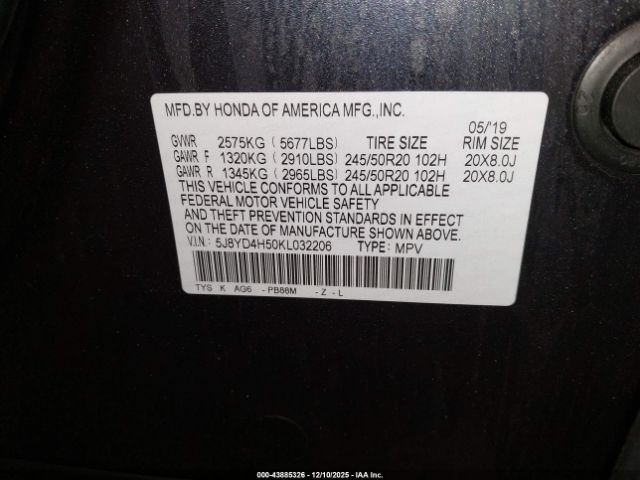 MFD.BY HONDA OF AMERICA MFG.,INC.
05/'19
GVWR 2575KG (5677LBS) TIRE SIZE RIM SIZE
GAWR F 1320KG (2910LBS) 245/50R20 102H 20X8.0J
GAWR R 1345KG (2965LBS) 245/50R20 102H 20X8.0J
THIS VEHICLE CONFORMS TO ALL APPLICABLE
FEDERAL MOTOR VEHICLE SAFETY
AND THEFT PREVENTION STANDARDS IN EFFECT
ON THE DATE OF MANUFACTURE SHOWN ABOVE.
V.I.N.: 5J8YD4H50KL032206 TYPE: MPV
TYS K AG6 -PB88M -Z-L
000-43885326 - 12/10/2025 - IAA Inc.